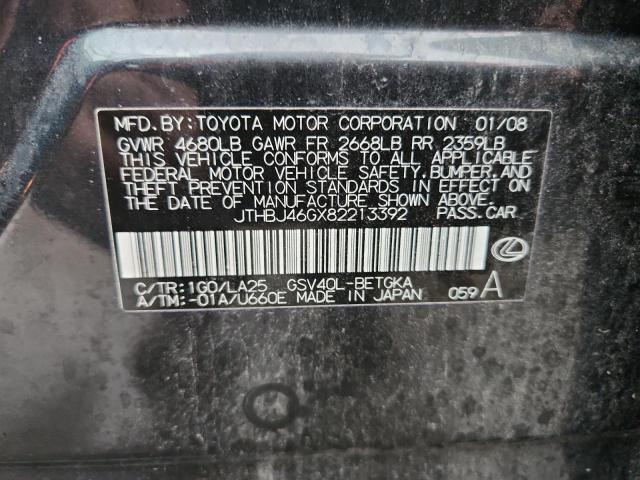 MFD. BY: TOYOTA MOTOR CORPORATION 01/08
GVWR 4680LB GAWR FR 2668LB RR 2359LB
THIS VEHICLE CONFORMS TO ALL APPLICABLE
FEDERAL MOTOR VEHICLE SAFETY, BUMPER, AND
THEFT PREVENTION STANDARDS IN EFFECT ON
THE DATE OF MANUFACTURE SHOWN ABOVE.
JTHBJ46GX82213392 PASS. CAR
C/TR: 1G0/LA25 GSV40L-BETGKA
A/TM: -01A/U660E MADE IN JAPAN 059 A